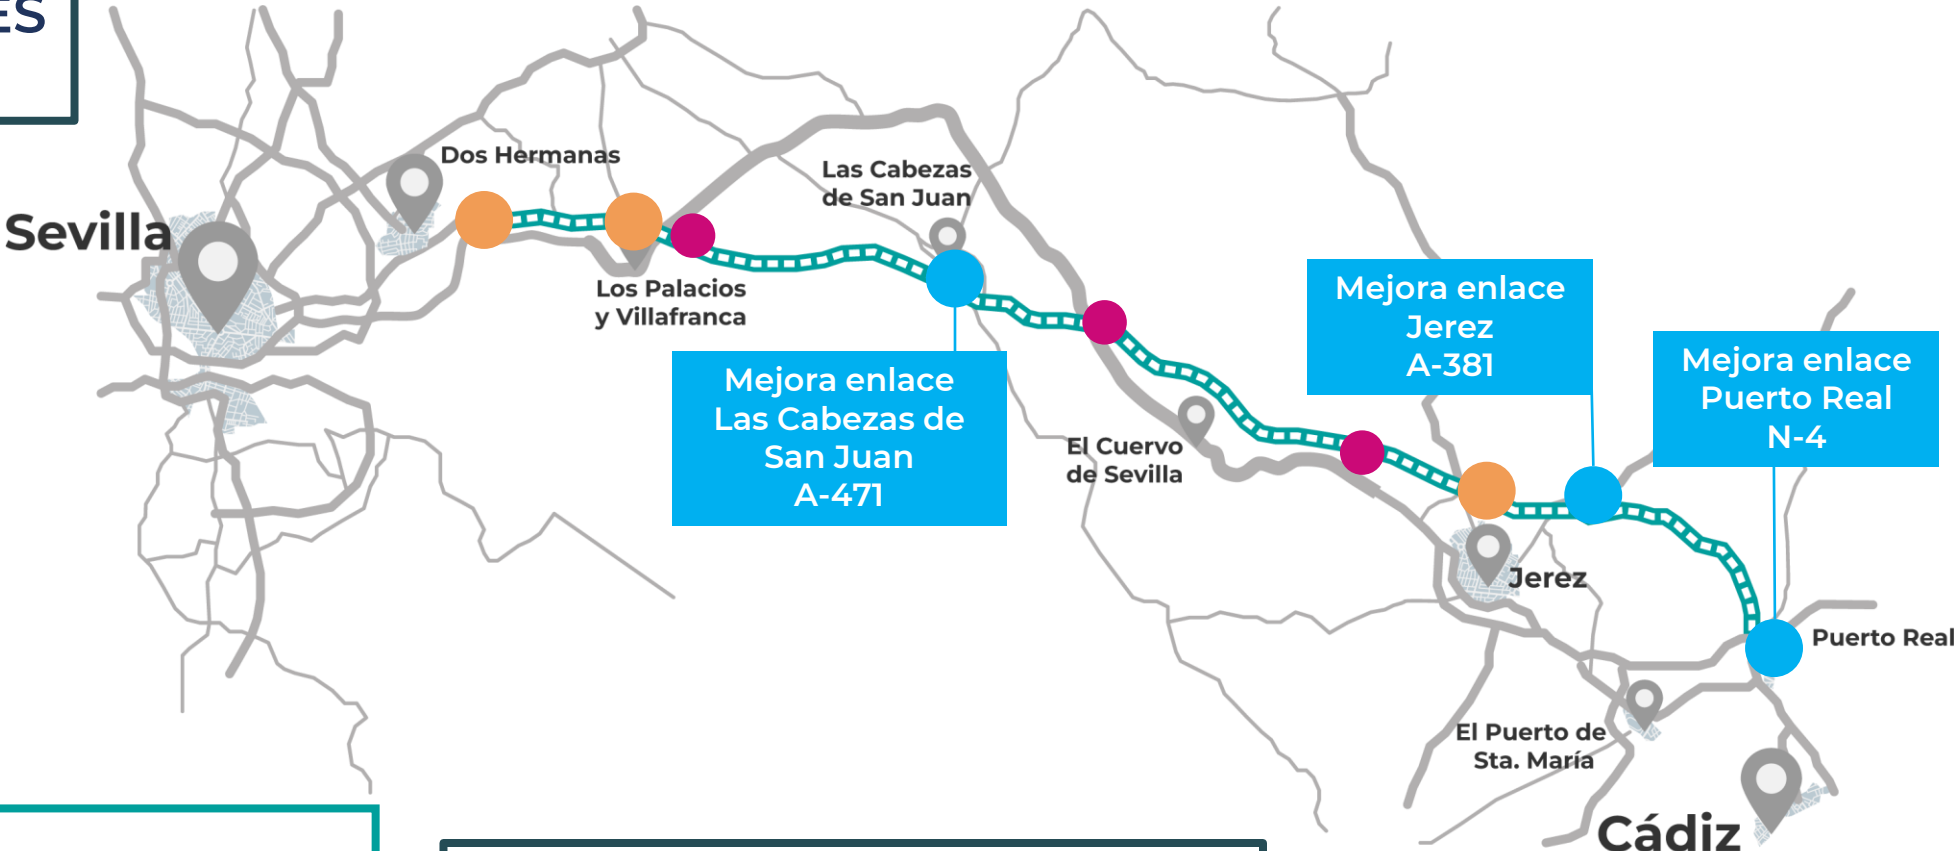 Dos Hermanas
Las Cabezas
de San Juan
Sevilla
Los Palacios
y Villafranca
Mejora enlace
Las Cabezas de
San Juan
A-471
El Cuervo
de Sevilla
Mejora enlace
Jerez
A-381
Mejora enlace
Puerto Real
N-4
Jerez
Puerto Real
El Puerto de
Sta. María
Cádiz